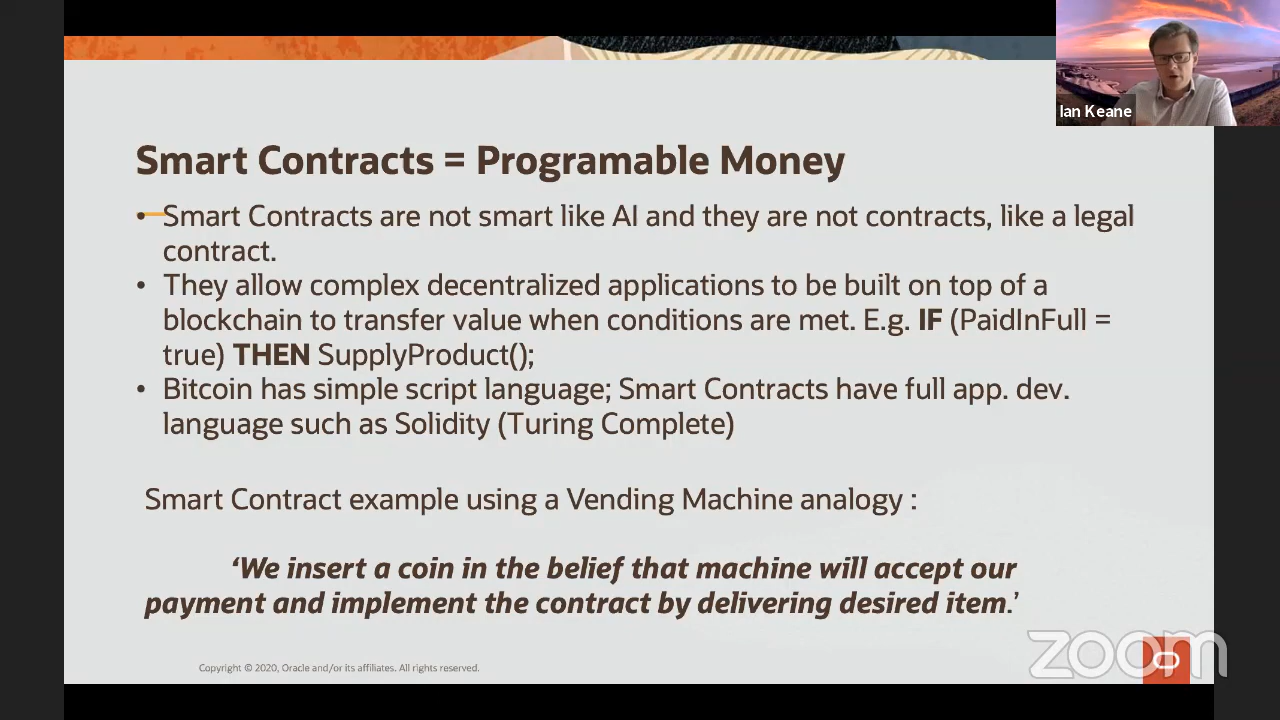 Ian Keane
Smart Contracts = Programable Money
• Smart Contracts are not smart like AI and they are not contracts, like a legal
contract.
• They allow complex decentralized applications to be built on top of a
blockchain to transfer value when conditions are met. E.g. IF (PaidInFull =
true) THEN SupplyProduct();
• Bitcoin has simple script language; Smart Contracts have full app. dev.
language such as Solidity (Turing Complete)
Smart Contract example using a Vending Machine analogy :
‘We insert a coin in the belief that machine will accept our
payment and implement the contract by delivering desired item.’
Copyright © 2020, Oracle and/or its affiliates. All rights reserved.
zoom